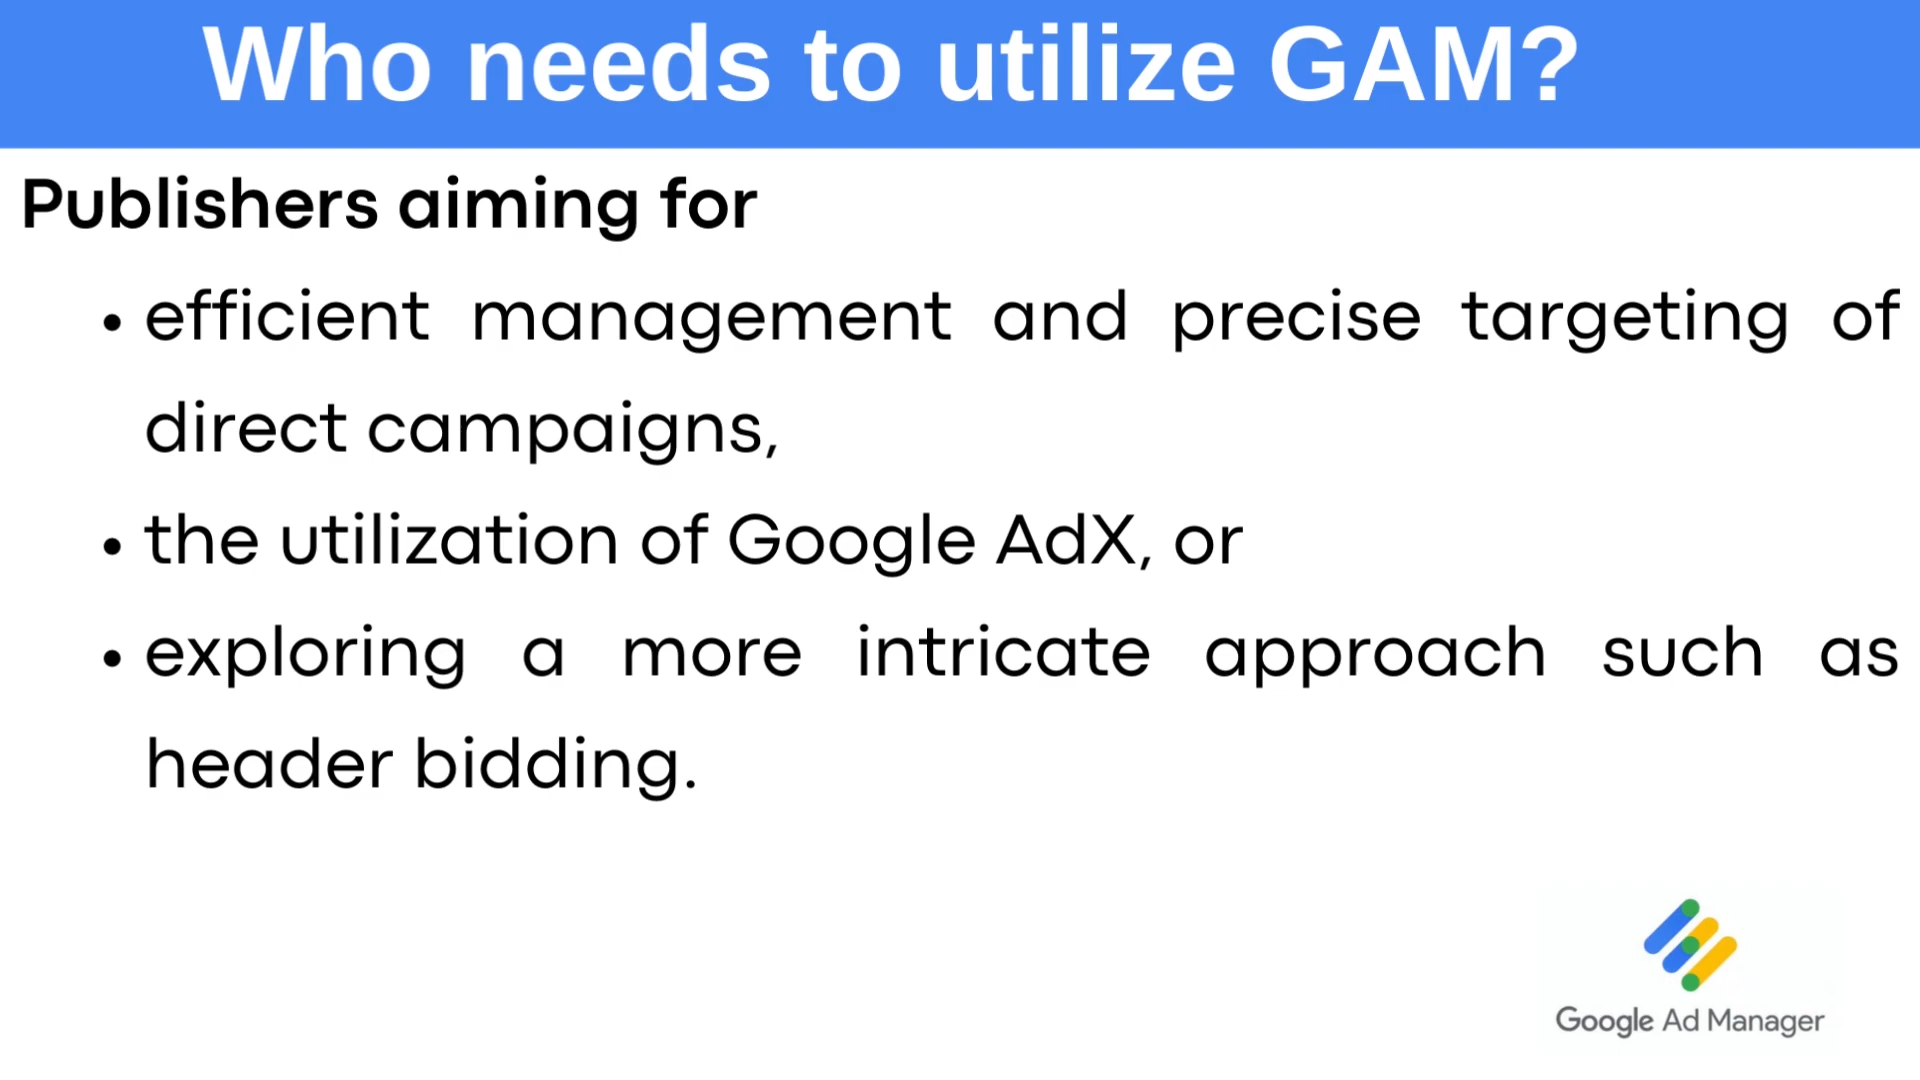 Who needs to utilize GAM?
Publishers aiming for
• efficient management and precise targeting of
direct campaigns,
• the utilization of Google AdX, or
• exploring a more intricate approach such as
header bidding.
Google Ad Manager